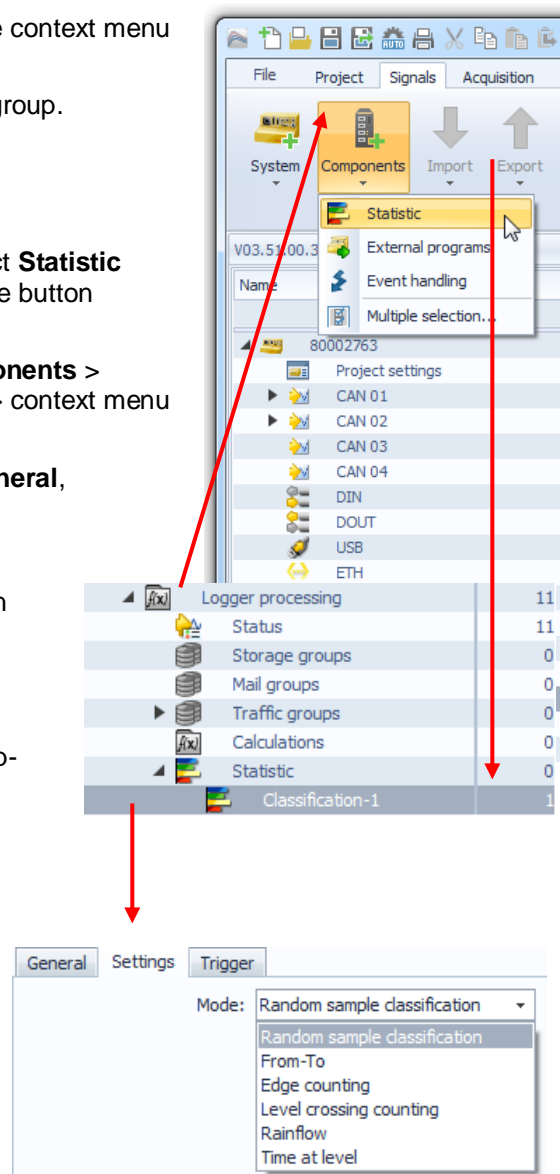 e context menu
group.
ct Statistic
e button
onents >
> context menu
neral,
n
o-
AUTO
File Project Signals Acquisition
System Components Import Export
Statistic
External programs
Event handling
Multiple selection...
V03.51.00.3
Name
80002763
Project settings
CAN 01
CAN 02
CAN 03
CAN 04
DIN
DOUT
USB
ETH
f(x) Logger processing 11
Status 11
Storage groups 0
Mail groups 0
Traffic groups 0
f(x) Calculations 0
Statistic 0
Classification-1 1
General Settings Trigger
Mode: Random sample classification
Random sample classification
From-To
Edge counting
Level crossing counting
Rainflow
Time at level